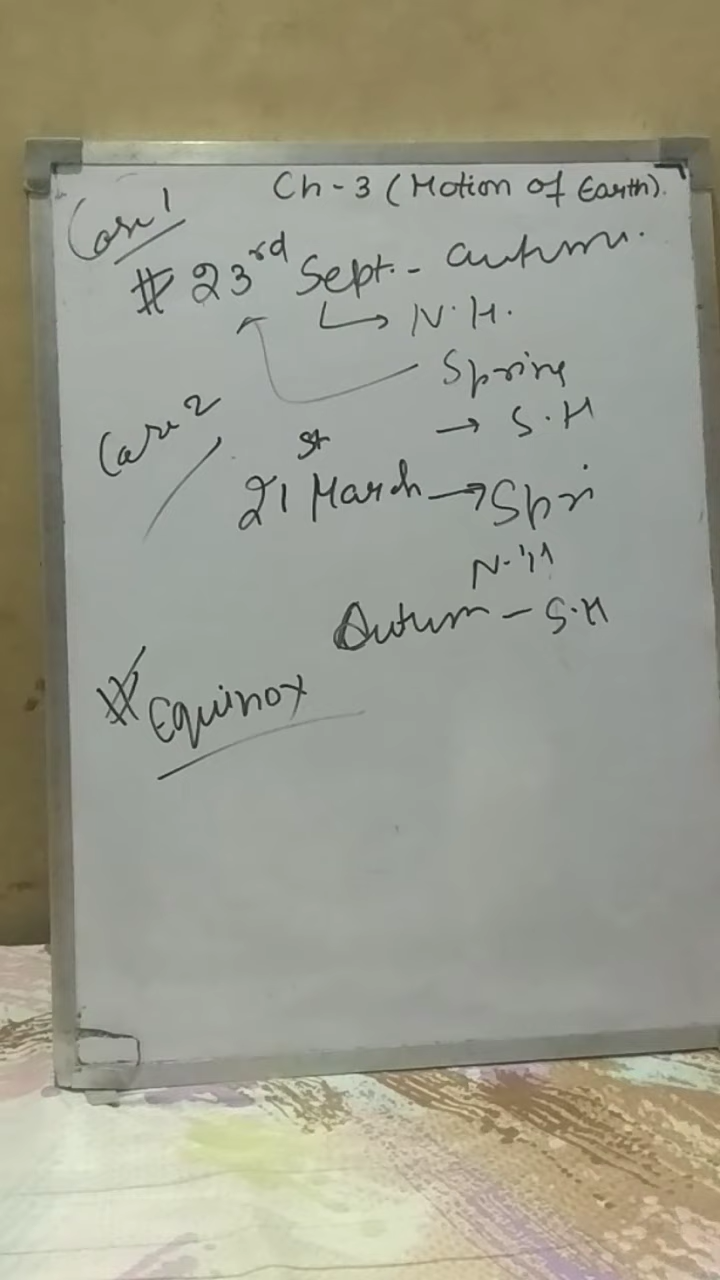 Ch-3 (Motion of Earth).
Case 1
# 23rd Sept.- autumn.
↳ N.H.
Spring
→ S.H
Case 2
21st March → Spri
N.H
Autum - S.H
# Equinox